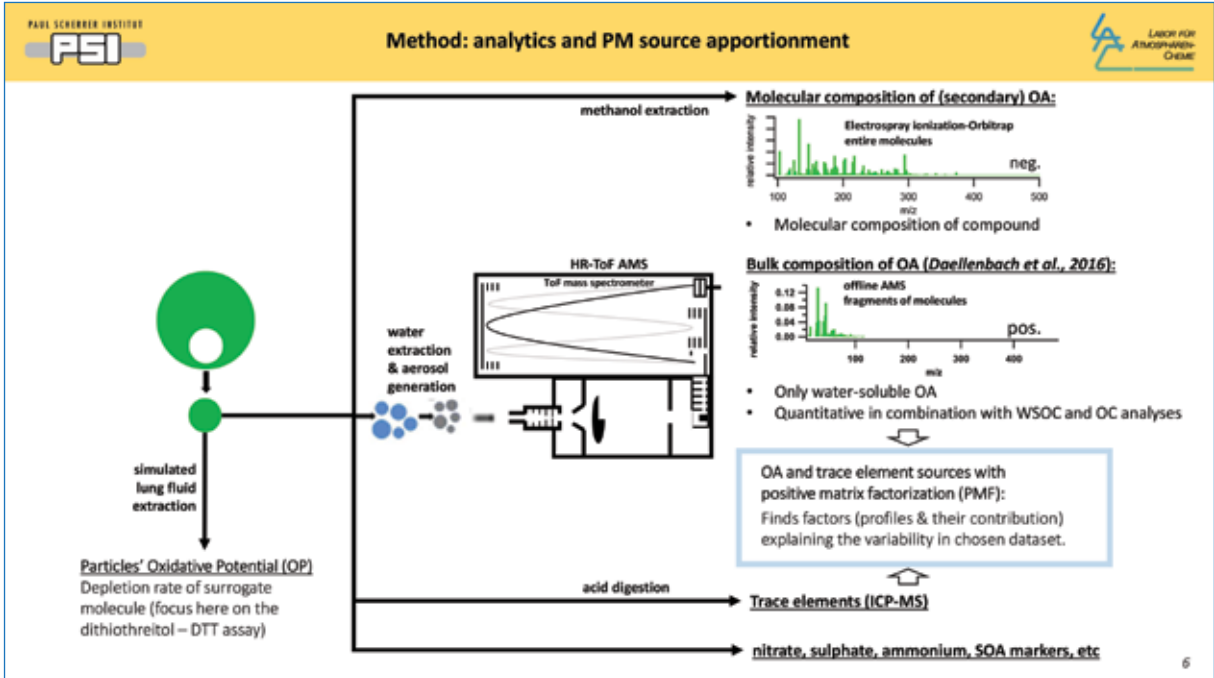 PAUL SCHERRER INSTITUT
PSI
Method: analytics and PM source apportionment
LABOR FÜR
ATMOSPHÄREN-
CHEMIE
methanol extraction
Molecular composition of (secondary) OA:
Electrospray ionization-Orbitrap
entire molecules
relative intensity
neg.
100
200
300
400
500
m/z
• Molecular composition of compound
HR-ToF AMS
ToF mass spectrometer
Bulk composition of OA (Daellenbach et al., 2016):
offline AMS
fragments of molecules
relative intensity
0.12
0.08
0.04
0.00
pos.
100
200
300
400
m/z
water
extraction
& aerosol
generation
• Only water-soluble OA
• Quantitative in combination with WSOC and OC analyses
simulated
lung fluid
extraction
OA and trace element sources with
positive matrix factorization (PMF):
Finds factors (profiles & their contribution)
explaining the variability in chosen dataset.
Particles' Oxidative Potential (OP)
Depletion rate of surrogate
molecule (focus here on the
dithiothreitol – DTT assay)
acid digestion
Trace elements (ICP-MS)
nitrate, sulphate, ammonium, SOA markers, etc
6